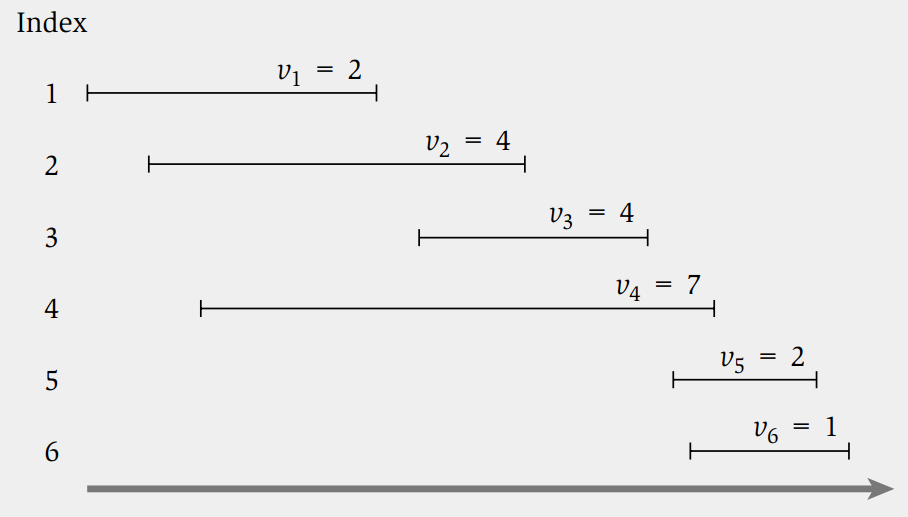 Index
v1 = 2
1
v2 = 4
2
v3 = 4
3
v4 = 7
4
v5 = 2
5
v6 = 1
6